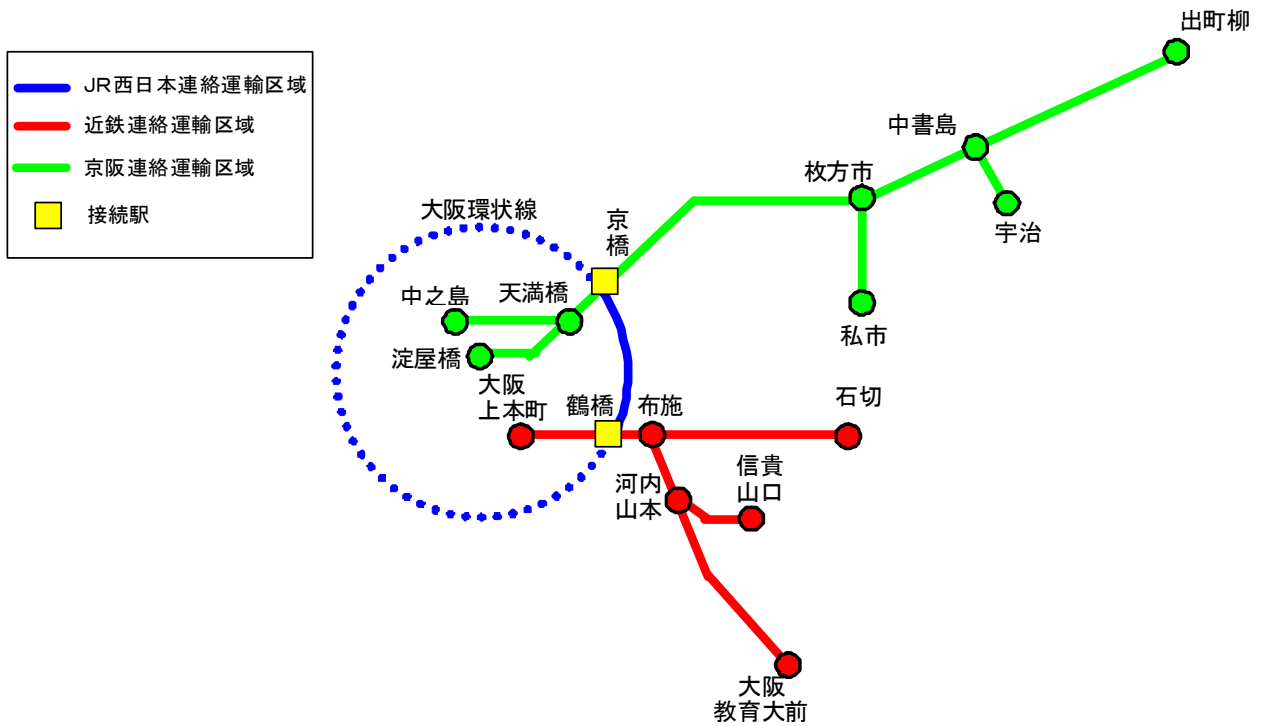 JR西日本連絡運輸区域
近鉄連絡運輸区域
京阪連絡運輸区域
接続駅
出町柳
中書島
枚方市
宇治
大阪環状線
京
橋
中之島
天満橋
私市
淀屋橋
大阪
上本町
鶴橋
布施
石切
河内
山本
信貴
山口
大阪
教育大前